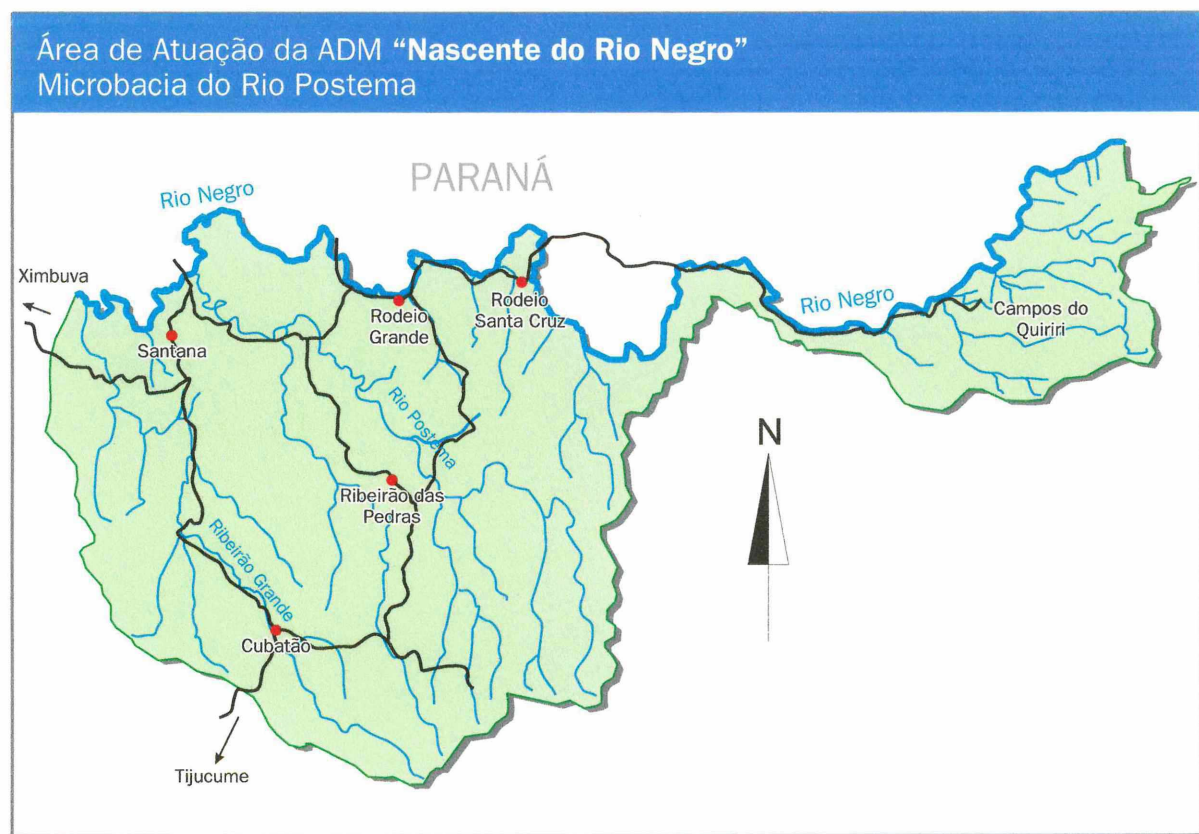 Área de Atuação da ADM "Nascente do Rio Negro"
Microbacia do Rio Postema
PARANÁ
Rio Negro
Ximbuva
Rodeio
Grande
Rodeio
Santa Cruz
Rio Negro
Campos do
Quiriri
Santana
Rio Postema
N
Ribeirão das
Pedras
Ribeirão Grande
Cubatão
Tijucume